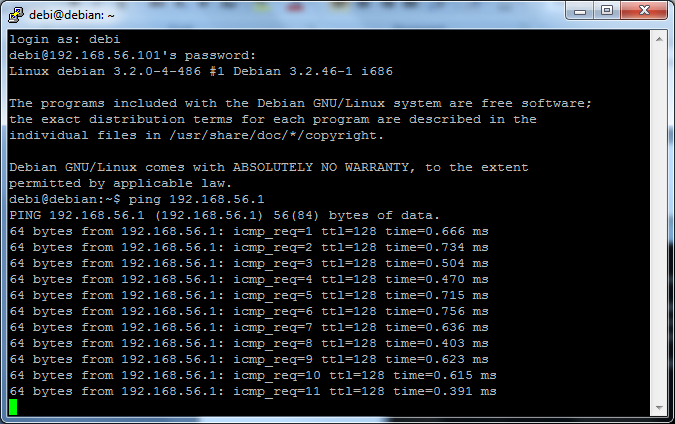 debi@debian: ~
login as: debi
debi@192.168.56.101's password:
Linux debian 3.2.0-4-486 #1 Debian 3.2.46-1 i686
The programs included with the Debian GNU/Linux system are free software;
the exact distribution terms for each program are described in the
individual files in /usr/share/doc/*/copyright.
Debian GNU/Linux comes with ABSOLUTELY NO WARRANTY, to the extent
permitted by applicable law.
debi@debian:~$ ping 192.168.56.1
PING 192.168.56.1 (192.168.56.1) 56(84) bytes of data.
64 bytes from 192.168.56.1: icmp_req=1 ttl=128 time=0.666 ms
64 bytes from 192.168.56.1: icmp_req=2 ttl=128 time=0.734 ms
64 bytes from 192.168.56.1: icmp_req=3 ttl=128 time=0.504 ms
64 bytes from 192.168.56.1: icmp_req=4 ttl=128 time=0.470 ms
64 bytes from 192.168.56.1: icmp_req=5 ttl=128 time=0.715 ms
64 bytes from 192.168.56.1: icmp_req=6 ttl=128 time=0.756 ms
64 bytes from 192.168.56.1: icmp_req=7 ttl=128 time=0.636 ms
64 bytes from 192.168.56.1: icmp_req=8 ttl=128 time=0.403 ms
64 bytes from 192.168.56.1: icmp_req=9 ttl=128 time=0.623 ms
64 bytes from 192.168.56.1: icmp_req=10 ttl=128 time=0.615 ms
64 bytes from 192.168.56.1: icmp_req=11 ttl=128 time=0.391 ms